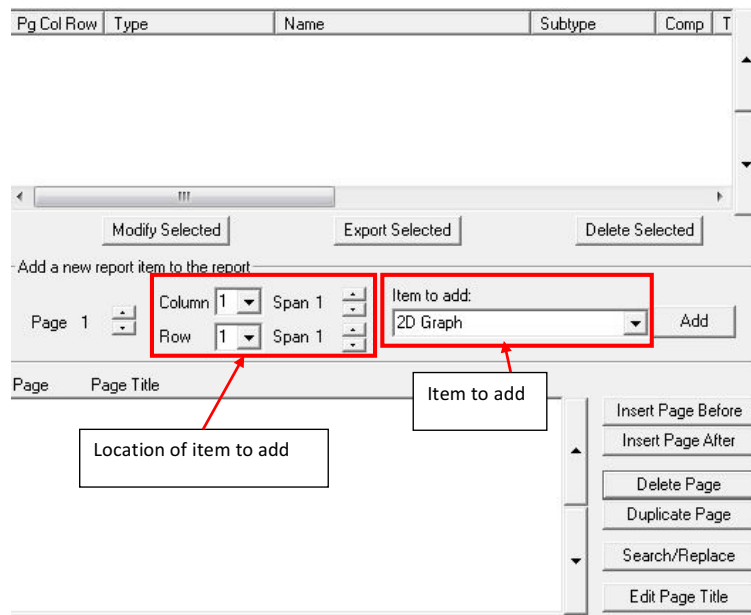 Pg Col Row Type Name Subtype Comp T
Modify Selected Export Selected Delete Selected
Add a new report item to the report
Page 1
Column 1 Span 1
Row 1 Span 1
Item to add:
2D Graph
Add
Page Page Title
Item to add
Location of item to add
Insert Page Before
Insert Page After
Delete Page
Duplicate Page
Search/Replace
Edit Page Title